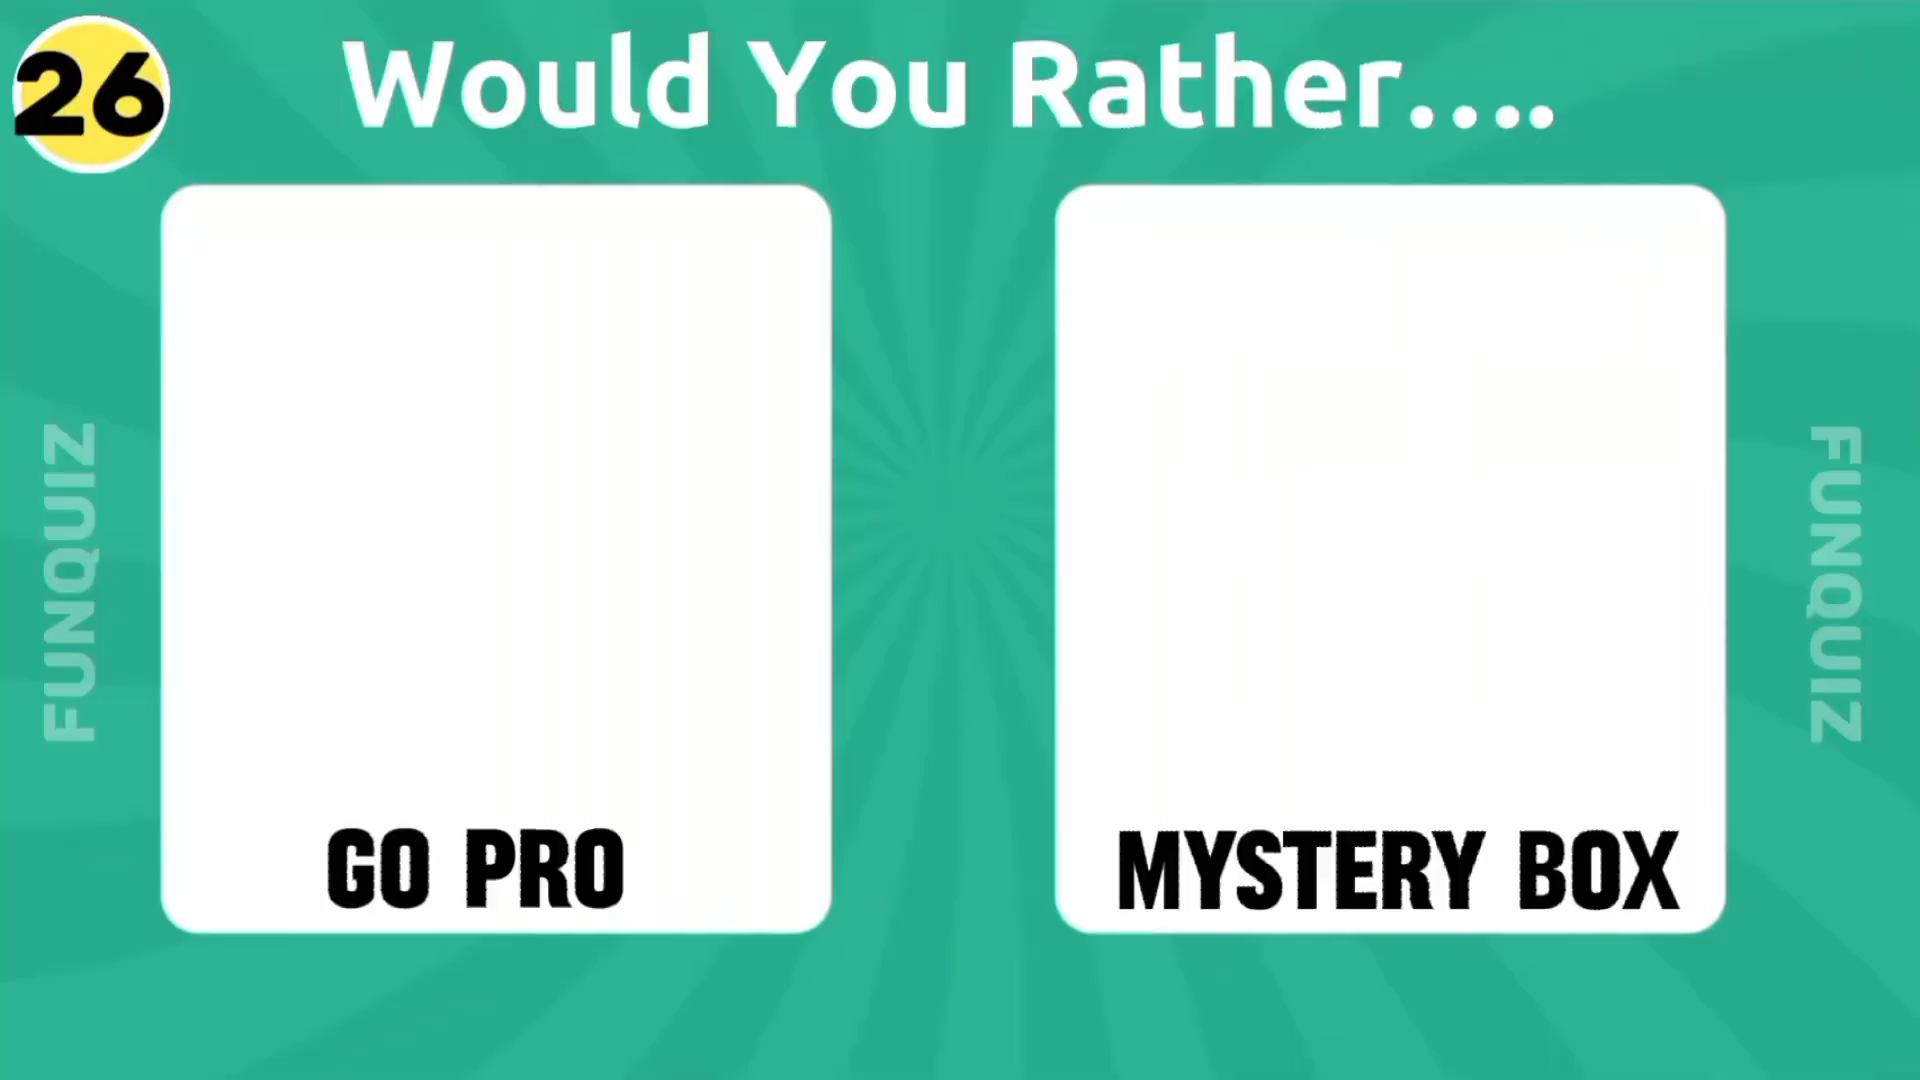 26
Would You Rather....
FUNQUIZ
FUNQUIZ
GO PRO
MYSTERY BOX